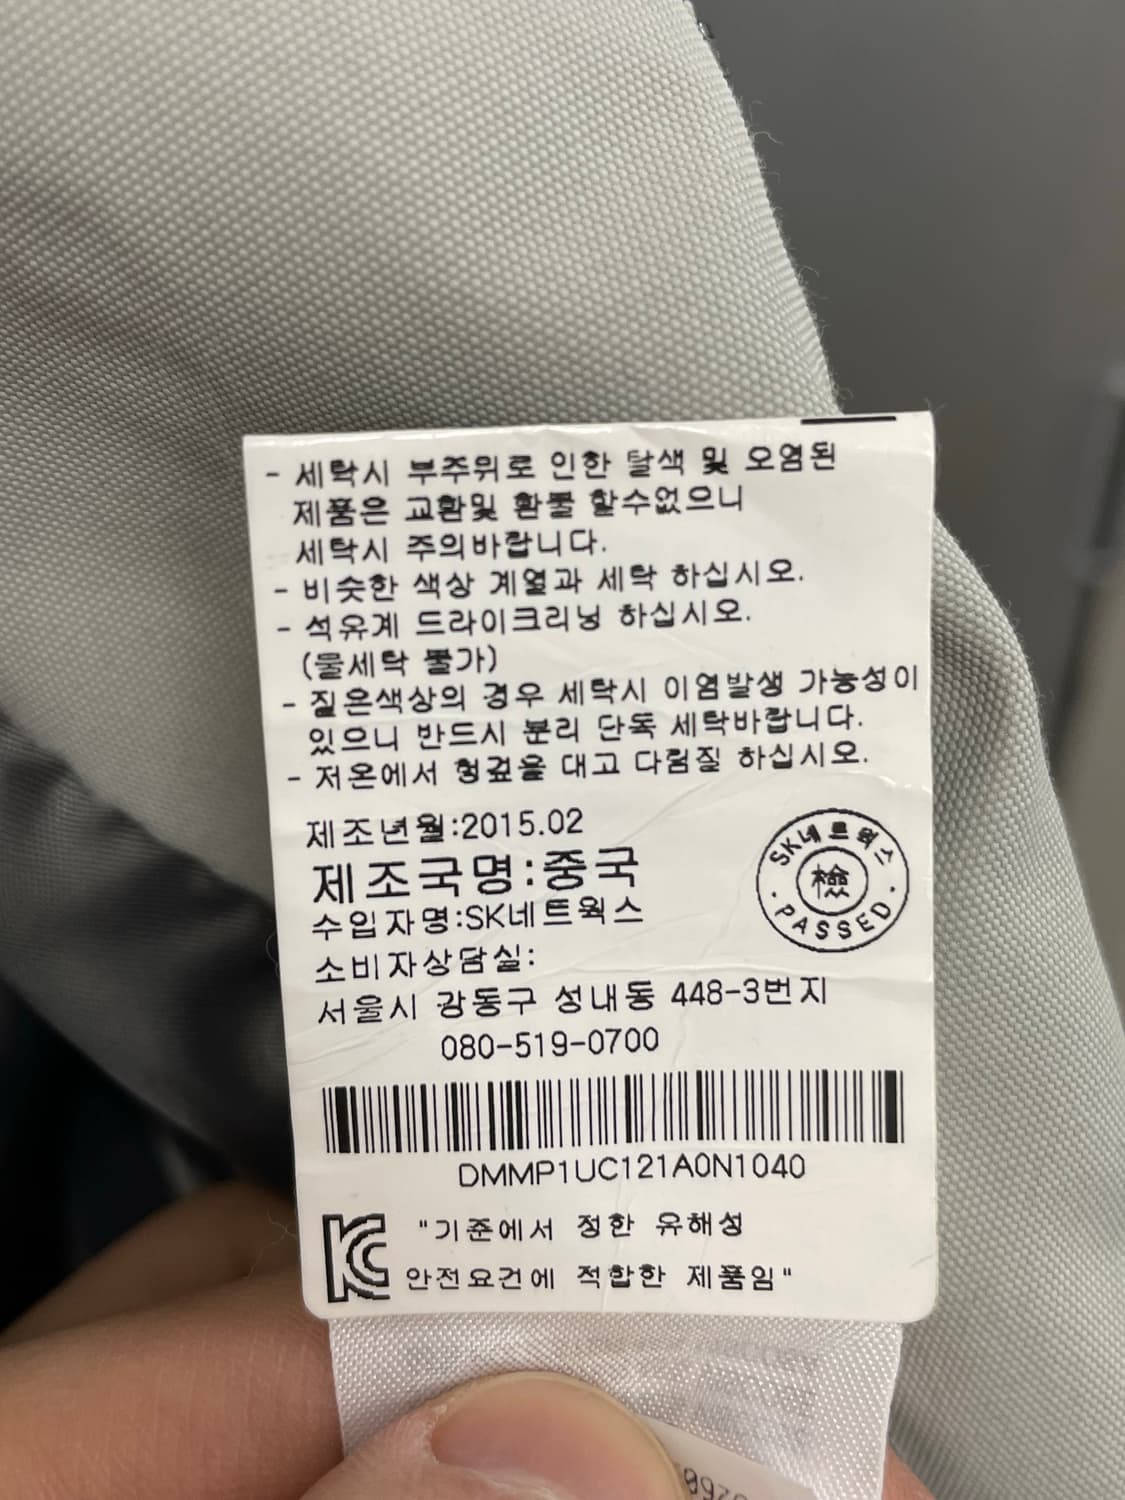 - 세탁시 부주위로 인한 탈색 및 오염된
제품은 교환및 환불 할수없으니
세탁시 주의바랍니다.
- 비슷한 색상 계열과 세탁 하십시오.
- 석유계 드라이크리닝 하십시오.
(물세탁 불가)
- 짙은색상의 경우 세탁시 이염발생 가능성이
있으니 반드시 분리 단독 세탁바랍니다.
- 저온에서 헝겊을 대고 다림질 하십시오.
제조년월:2015.02
제조국명:중국
수입자명:SK네트웍스
소비자상담실:
서울시 강동구 성내동 448-3번지
080-519-0700
SK네트웍스
檢
· PASSED ·
DMMP1UC121A0N1040
KC
"기준에서 정한 유해성
안전요건에 적합한 제품임"